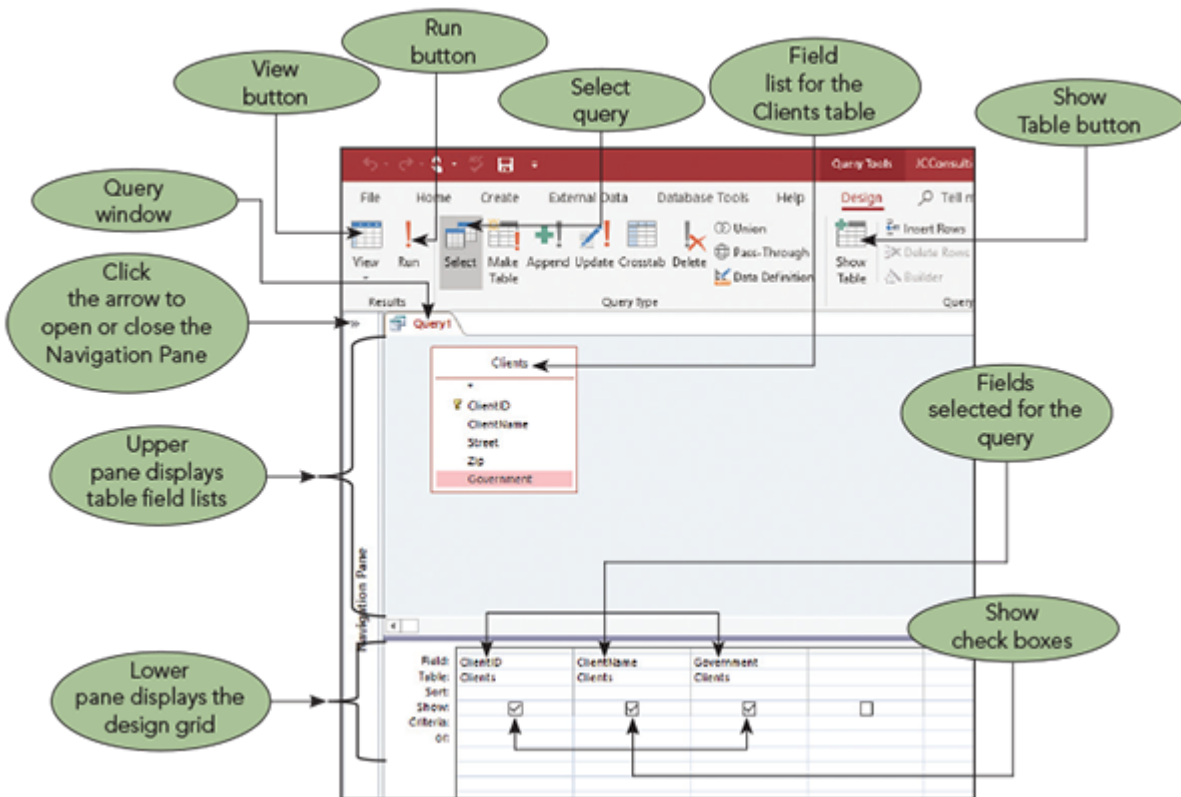 Run
button
View
button
Select
query
Field
list for the
Clients table
Show
Table button
Query
window
Click
the arrow to
open or close the
Navigation Pane
Upper
pane displays
table field lists
Lower
pane displays the
design grid
Fields
selected for the
query
Show
check boxes
Query Tools JCConsult
File Home Create External Data Database Tools Help Design Tell
View Run Select Make Table Append Update Crosstab Delete
Union
Pass-Through
Data Definition
Show Table
Insert Rows
Delete Rows
Builder
Results Query Type Query
Query1
Clients
*
ClientID
ClientName
Street
Zip
Government
Navigation Pane
Field: ClientID ClientName Government
Table: Clients Clients Clients
Sort:
Show:
Criteria:
or: